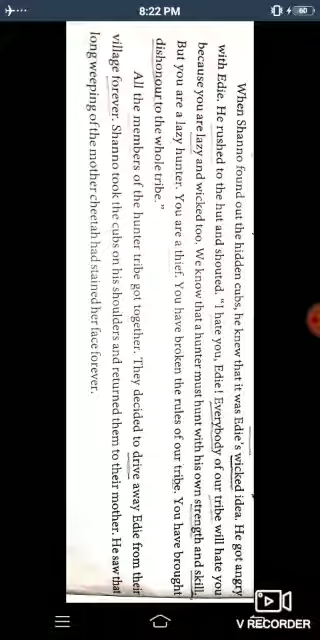 8:22 PM
60
When Shanno found out the hidden cubs, he knew that it was Edie's wicked idea. He got angry
with Edie. He rushed to the hut and shouted. "I hate you, Edie! Everybody of our tribe will hate you
because you are lazy and wicked too. We know that a hunter must hunt with his own strength and skill.
But you are a lazy hunter. You are a thief. You have broken the rules of our tribe. You have brought
dishonour to the whole tribe."
All the members of the hunter tribe got together. They decided to drive away Edie from their
village forever. Shanno took the cubs on his shoulders and returned them to their mother. He saw that
long weeping of the mother cheetah had stained her face forever.
V RECORDER